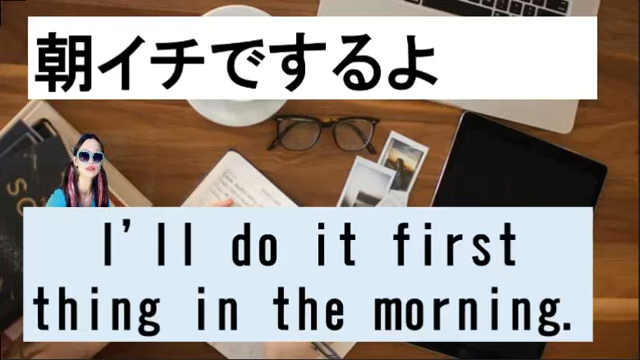 朝イチでするよ
I'll do it first
thing in the morning.